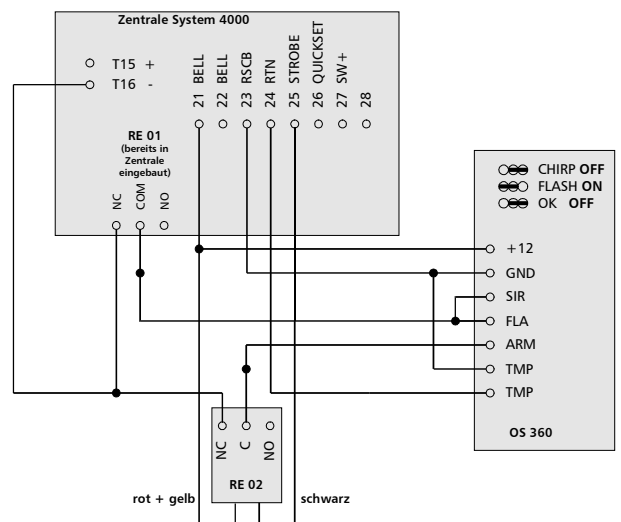 Zentrale System 4000
T15 +
T16 -
RE 01
(bereits in
Zentrale
eingebaut)
NC
COM
NO
21 BELL
22 BELL
23 RSCB
24 RTN
25 STROBE
26 QUICKSET
27 SW+
28
CHIRP OFF
FLASH ON
OK OFF
+12
GND
SIR
FLA
ARM
TMP
TMP
OS 360
NC
C
NO
RE 02
rot + gelb
schwarz